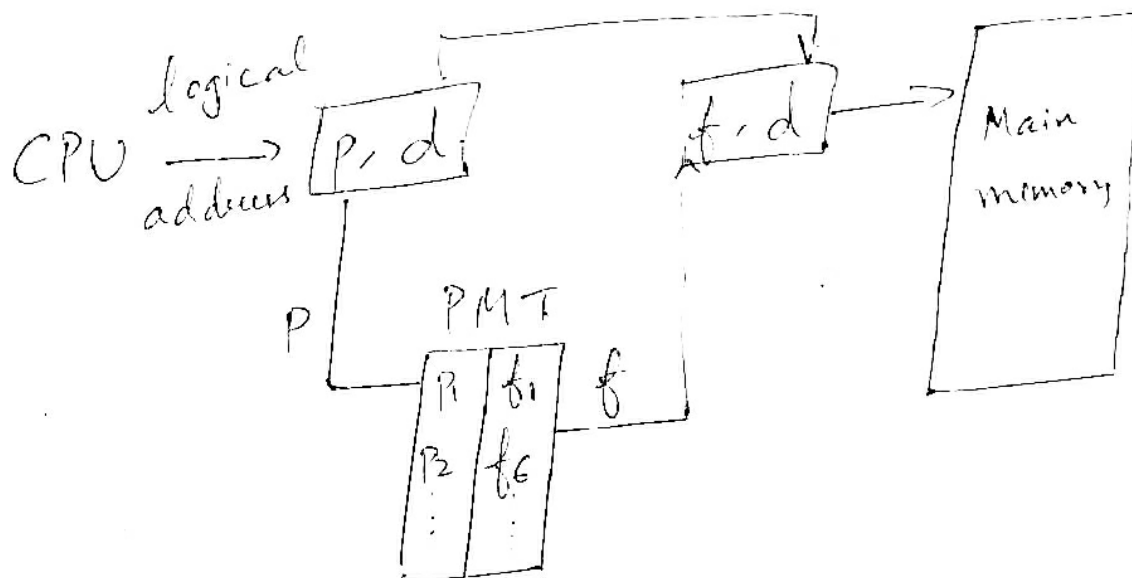 logical
CPU
address
p, d
f, d
Main
memory
P
PMT
p1 f1
f
p2 f6
⋮ ⋮